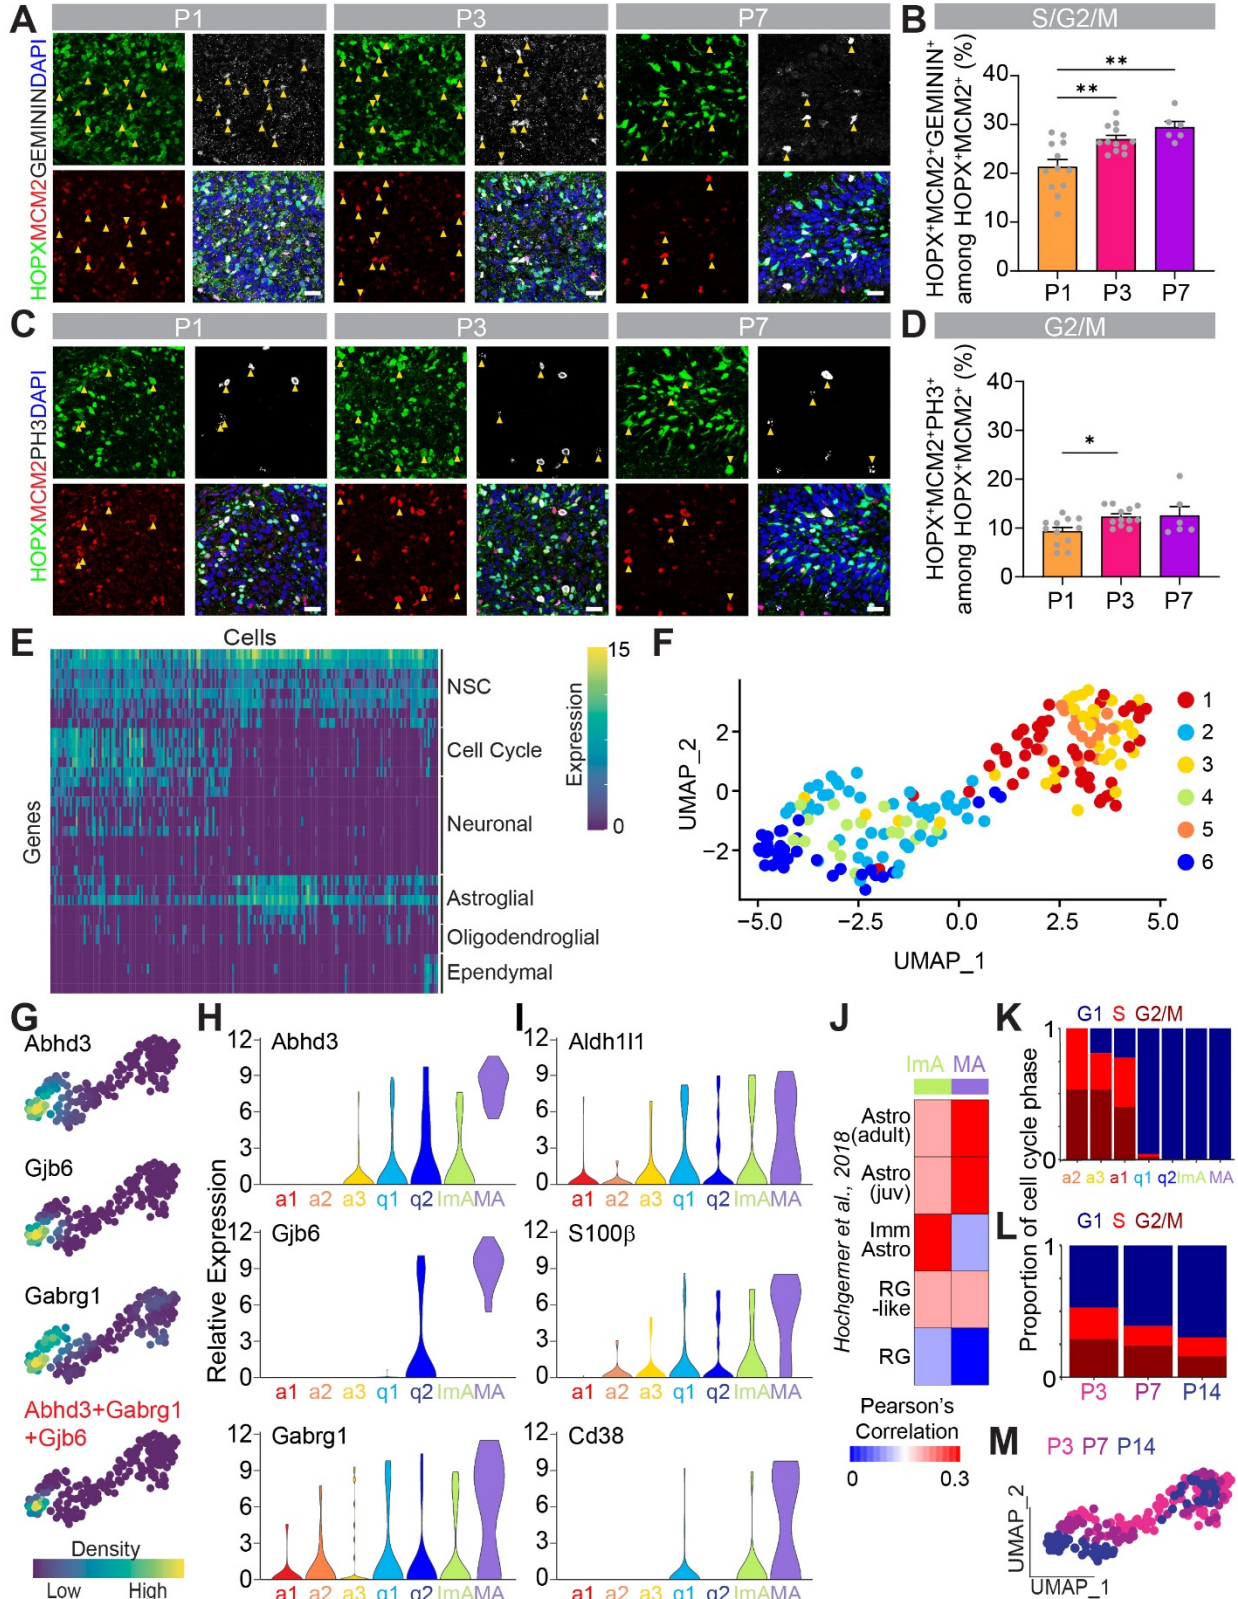 A
P1
P3
P7
HOPXMCM2GEMININDAPI
B
S/G2/M
HOPX⁺MCM2⁺GEMININ⁺
among HOPX⁺MCM2⁺ (%)
40
30
20
10
0
**
**
P1 P3 P7
C
P1
P3
P7
HOPXMCM2PH3DAPI
D
G2/M
HOPX⁺MCM2⁺PH3⁺
among HOPX⁺MCM2⁺ (%)
40
30
20
10
0
*
P1 P3 P7
E
Cells
Genes
NSC
Cell Cycle
Neuronal
Astroglial
Oligodendroglial
Ependymal
Expression
15
0
F
UMAP_2
2
0
−2
−5.0 −2.5 0.0 2.5 5.0
UMAP_1
1
2
3
4
5
6
G
Abhd3
Gjb6
Gabrg1
Abhd3+Gabrg1
+Gjb6
Density
Low High
H
Relative Expression
Abhd3
12
9
6
3
0
a1 a2 a3 q1 q2 ImA MA
Gjb6
12
9
6
3
0
a1 a2 a3 q1 q2 ImA MA
Gabrg1
12
9
6
3
0
a1 a2 a3 q1 q2 ImA MA
I
Aldh1l1
12
9
6
3
0
a1 a2 a3 q1 q2 ImA MA
S100β
12
9
6
3
0
a1 a2 a3 q1 q2 ImA MA
Cd38
12
9
6
3
0
a1 a2 a3 q1 q2 ImA MA
J
ImA MA
Hochgerner et al., 2018
Astro
(adult)
Astro
(juv)
Imm
Astro
RG
-like
RG
Pearson's
Correlation
0 0.3
K
G1 S G2/M
Proportion of cell cycle phase
1
0
a2 a3 a1 q1 q2 ImA MA
L
G1 S G2/M
1
0
P3 P7 P14
M
P3 P7 P14
UMAP_2
UMAP_1